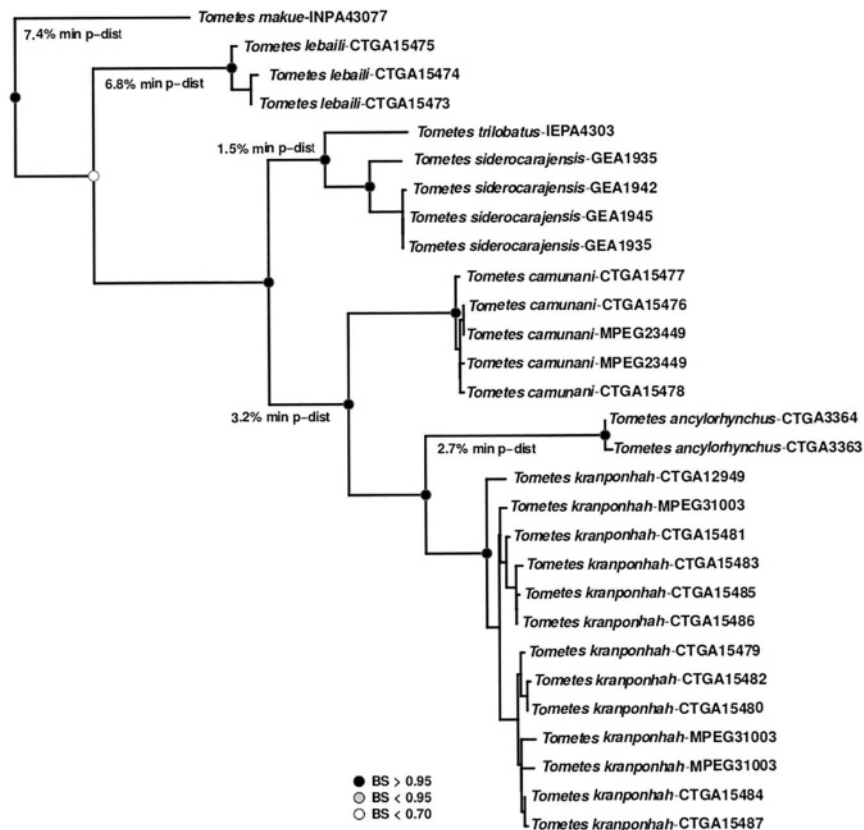 Tometes makue-INPA43077
7.4% min p-dist
Tometes lebaili-CTGA15475
Tometes lebaili-CTGA15474
6.8% min p-dist
Tometes lebaili-CTGA15473
Tometes trilobatus-IEPA4303
1.5% min p-dist
Tometes siderocarajensis-GEA1935
Tometes siderocarajensis-GEA1942
Tometes siderocarajensis-GEA1945
Tometes siderocarajensis-GEA1935
Tometes camunani-CTGA15477
Tometes camunani-CTGA15476
Tometes camunani-MPEG23449
Tometes camunani-MPEG23449
Tometes camunani-CTGA15478
3.2% min p-dist
Tometes ancylorhynchus-CTGA3364
2.7% min p-dist
Tometes ancylorhynchus-CTGA3363
Tometes kranponhah-CTGA12949
Tometes kranponhah-MPEG31003
Tometes kranponhah-CTGA15481
Tometes kranponhah-CTGA15483
Tometes kranponhah-CTGA15485
Tometes kranponhah-CTGA15486
Tometes kranponhah-CTGA15479
Tometes kranponhah-CTGA15482
Tometes kranponhah-CTGA15480
Tometes kranponhah-MPEG31003
Tometes kranponhah-MPEG31003
Tometes kranponhah-CTGA15484
Tometes kranponhah-CTGA15487
BS > 0.95
BS < 0.95
BS < 0.70